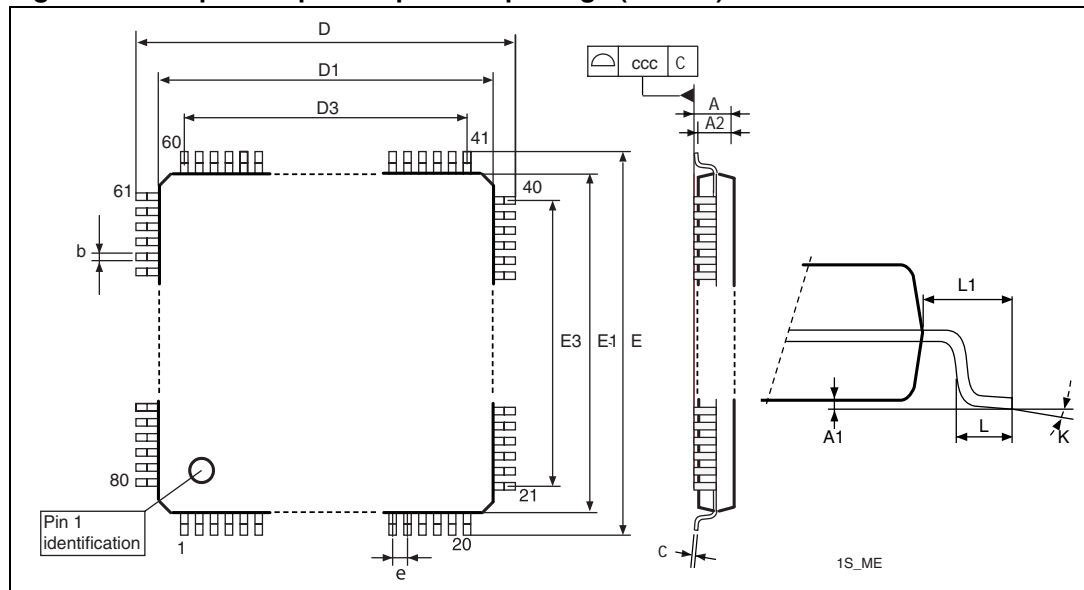 D
D1
D3
ccc C
A
A2
60
41
61
40
b
L1
E3 E1 E
A1
L
K
80
21
Pin 1
identification
1
20
e
C
1S_ME